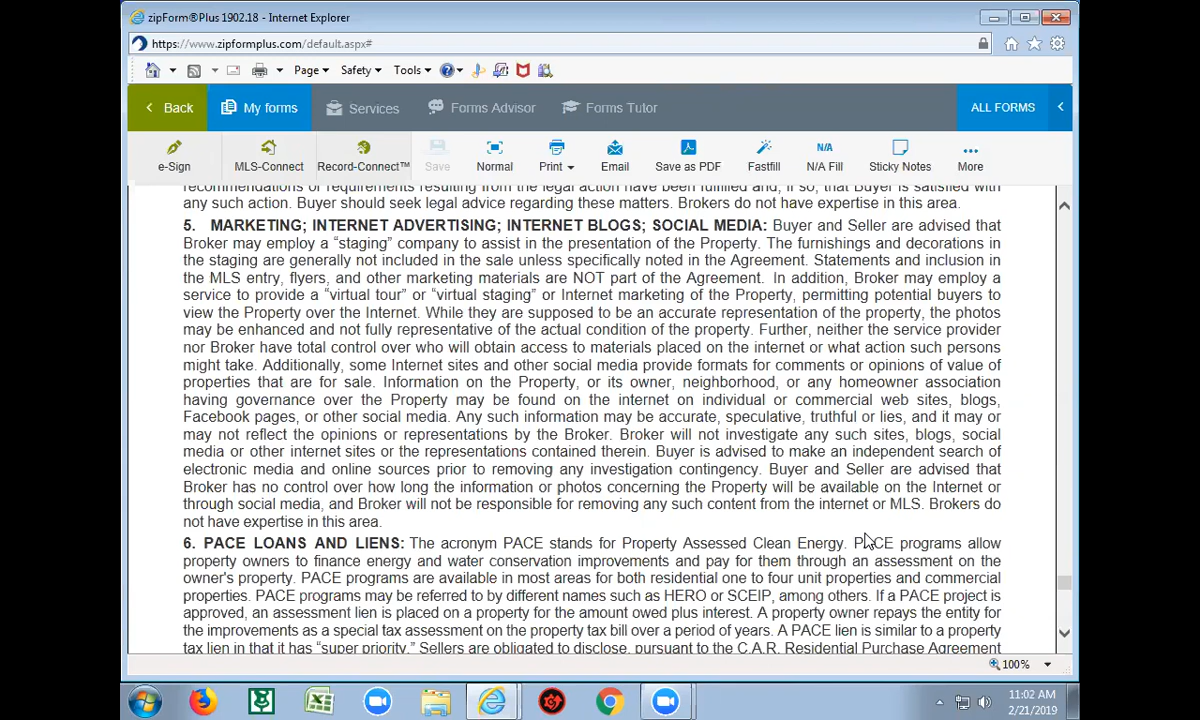 zipForm®Plus 1902.18 - Internet Explorer
https://www.zipformplus.com/default.aspx#
Page Safety Tools
Back My forms Services Forms Advisor Forms Tutor ALL FORMS
e-Sign MLS-Connect Record-Connect™ Save Normal Print Email Save as PDF Fastfill N/A N/A Fill Sticky Notes More
recommendations or requirements resulting from the legal action have been fulfilled and, if so, that Buyer is satisfied with
any such action. Buyer should seek legal advice regarding these matters. Brokers do not have expertise in this area.
5. MARKETING; INTERNET ADVERTISING; INTERNET BLOGS; SOCIAL MEDIA: Buyer and Seller are advised that
Broker may employ a “staging” company to assist in the presentation of the Property. The furnishings and decorations in
the staging are generally not included in the sale unless specifically noted in the Agreement. Statements and inclusion in
the MLS entry, flyers, and other marketing materials are NOT part of the Agreement. In addition, Broker may employ a
service to provide a “virtual tour” or “virtual staging” or Internet marketing of the Property, permitting potential buyers to
view the Property over the Internet. While they are supposed to be an accurate representation of the property, the photos
may be enhanced and not fully representative of the actual condition of the property. Further, neither the service provider
nor Broker have total control over who will obtain access to materials placed on the internet or what action such persons
might take. Additionally, some Internet sites and other social media provide formats for comments or opinions of value of
properties that are for sale. Information on the Property, or its owner, neighborhood, or any homeowner association
having governance over the Property may be found on the internet on individual or commercial web sites, blogs,
Facebook pages, or other social media. Any such information may be accurate, speculative, truthful or lies, and it may or
may not reflect the opinions or representations by the Broker. Broker will not investigate any such sites, blogs, social
media or other internet sites or the representations contained therein. Buyer is advised to make an independent search of
electronic media and online sources prior to removing any investigation contingency. Buyer and Seller are advised that
Broker has no control over how long the information or photos concerning the Property will be available on the Internet or
through social media, and Broker will not be responsible for removing any such content from the internet or MLS. Brokers do
not have expertise in this area.
6. PACE LOANS AND LIENS: The acronym PACE stands for Property Assessed Clean Energy. PACE programs allow
property owners to finance energy and water conservation improvements and pay for them through an assessment on the
owner's property. PACE programs are available in most areas for both residential one to four unit properties and commercial
properties. PACE programs may be referred to by different names such as HERO or SCEIP, among others. If a PACE project is
approved, an assessment lien is placed on a property for the amount owed plus interest. A property owner repays the entity for
the improvements as a special tax assessment on the property tax bill over a period of years. A PACE lien is similar to a property
tax lien in that it has “super priority.” Sellers are obligated to disclose, pursuant to the C.A.R. Residential Purchase Agreement
100%
11:02 AM
2/21/2019